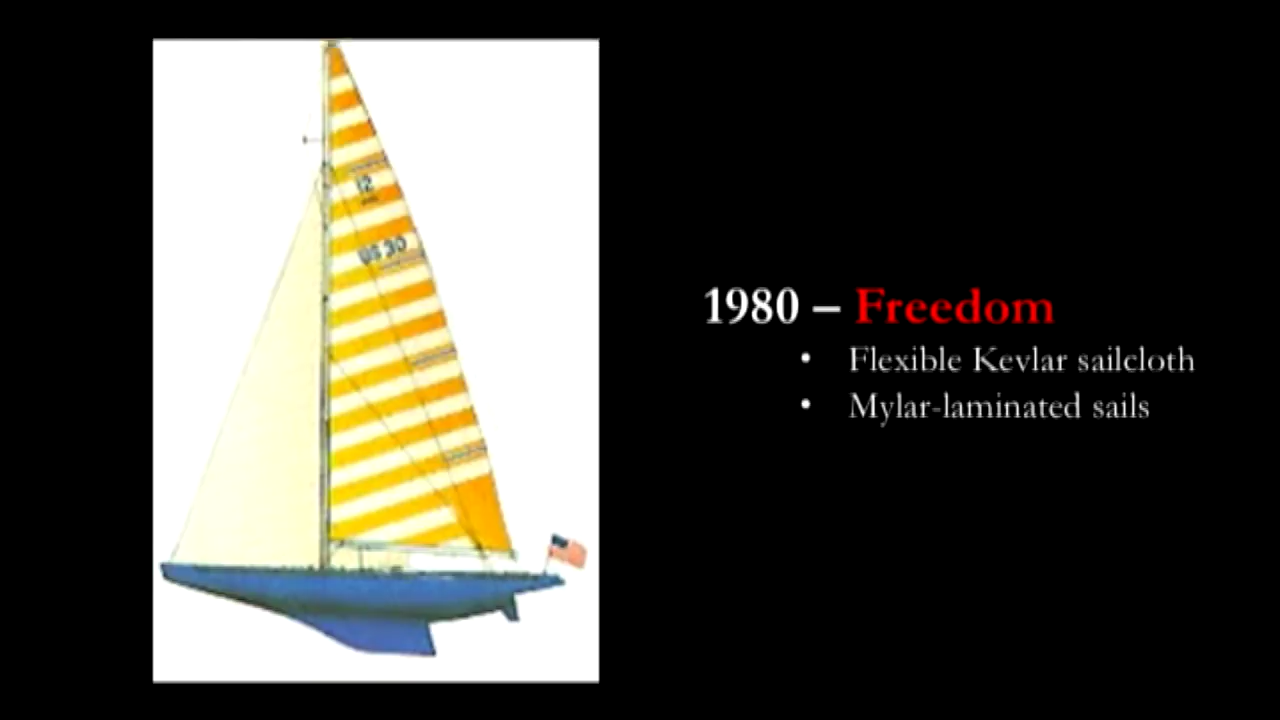 12
US 30
1980 – Freedom
• Flexible Kevlar sailcloth
• Mylar-laminated sails